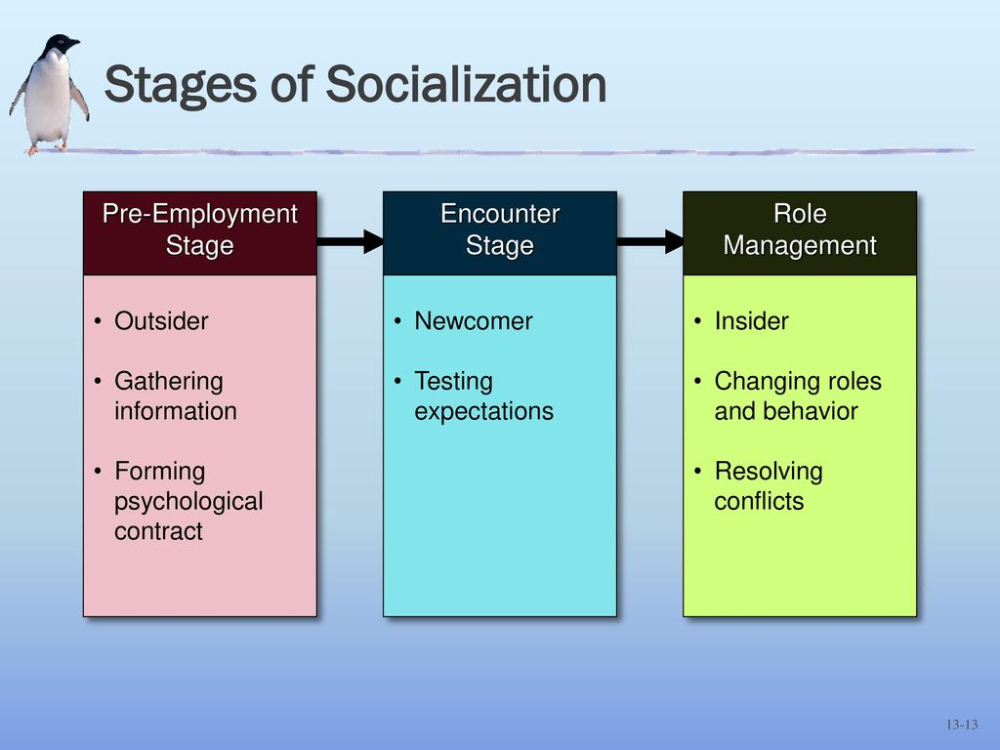 Stages of Socialization
Pre-Employment
Stage
• Outsider
• Gathering
information
• Forming
psychological
contract
Encounter
Stage
• Newcomer
• Testing
expectations
Role
Management
• Insider
• Changing roles
and behavior
• Resolving
conflicts
13-13